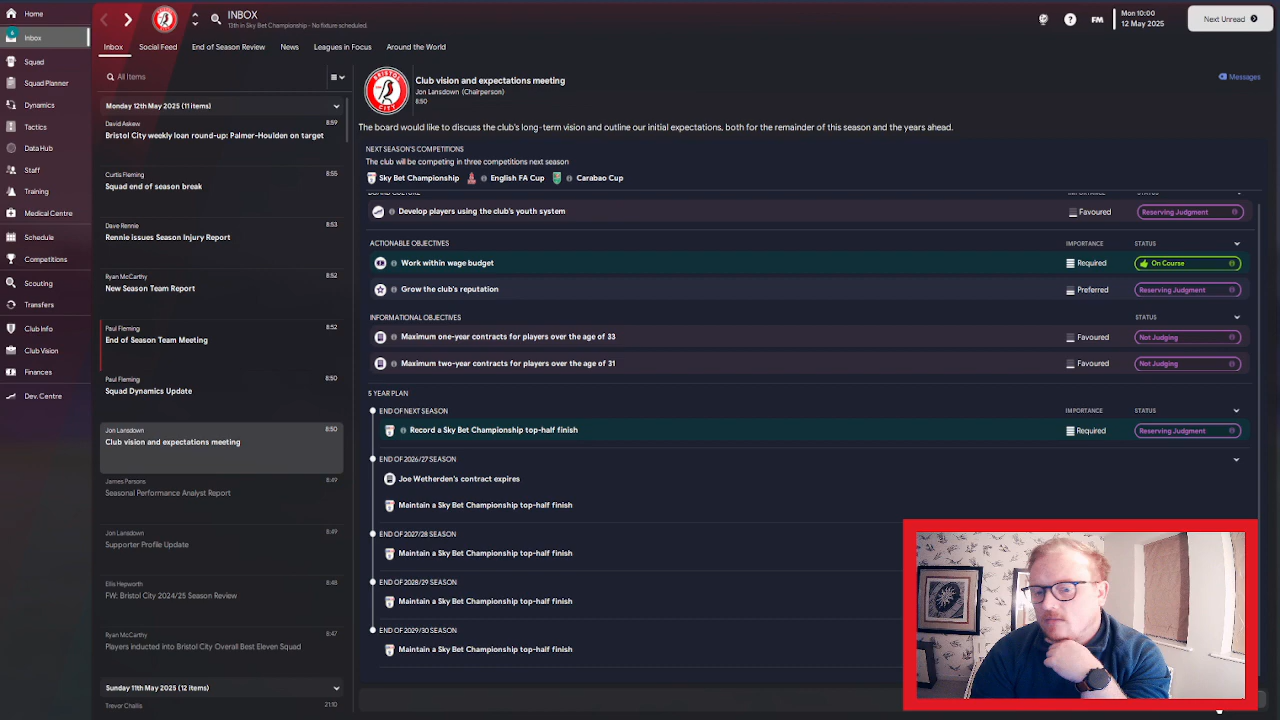 Home
6
Inbox
Squad
Squad Planner
Dynamics
Tactics
Data Hub
Staff
Training
Medical Centre
Schedule
Competitions
Scouting
Transfers
Club Info
Club Vision
Finances
Dev. Centre
INBOX
13th in Sky Bet Championship - No fixture scheduled.
FM
Mon 10:00
12 May 2025
Next Unread
Inbox
Social Feed
End of Season Review
News
Leagues in Focus
Around the World
All Items
Monday 12th May 2025 (11 items)
David Askew
8:59
Bristol City weekly loan round-up: Palmer-Houlden on target
Curtis Fleming
8:55
Squad end of season break
Dave Rennie
8:53
Rennie issues Season Injury Report
Ryan McCarthy
8:52
New Season Team Report
Paul Fleming
8:52
End of Season Team Meeting
Paul Fleming
8:50
Squad Dynamics Update
Jon Lansdown
8:50
Club vision and expectations meeting
James Parsons
8:49
Seasonal Performance Analyst Report
Jon Lansdown
8:49
Supporter Profile Update
Ellis Hepworth
8:48
FW: Bristol City 2024/25 Season Review
Ryan McCarthy
8:47
Players inducted into Bristol City Overall Best Eleven Squad
Sunday 11th May 2025 (12 items)
Trevor Challis
21:10
BRISTOL CITY
Club vision and expectations meeting
Jon Lansdown (Chairperson)
8:50
Messages
The board would like to discuss the club's long-term vision and outline our initial expectations, both for the remainder of this season and the years ahead.
NEXT SEASON'S COMPETITIONS
The club will be competing in three competitions next season
Sky Bet Championship
English FA Cup
Carabao Cup
BOARD CULTURE
IMPORTANCE
STATUS
Develop players using the club's youth system
Favoured
Reserving Judgment
ACTIONABLE OBJECTIVES
IMPORTANCE
STATUS
Work within wage budget
Required
On Course
Grow the club's reputation
Preferred
Reserving Judgment
INFORMATIONAL OBJECTIVES
STATUS
Maximum one-year contracts for players over the age of 33
Favoured
Not Judging
Maximum two-year contracts for players over the age of 31
Favoured
Not Judging
5 YEAR PLAN
END OF NEXT SEASON
IMPORTANCE
STATUS
Record a Sky Bet Championship top-half finish
Required
Reserving Judgment
END OF 2026/27 SEASON
Joe Wetherden's contract expires
Maintain a Sky Bet Championship top-half finish
END OF 2027/28 SEASON
Maintain a Sky Bet Championship top-half finish
END OF 2028/29 SEASON
Maintain a Sky Bet Championship top-half finish
END OF 2029/30 SEASON
Maintain a Sky Bet Championship top-half finish